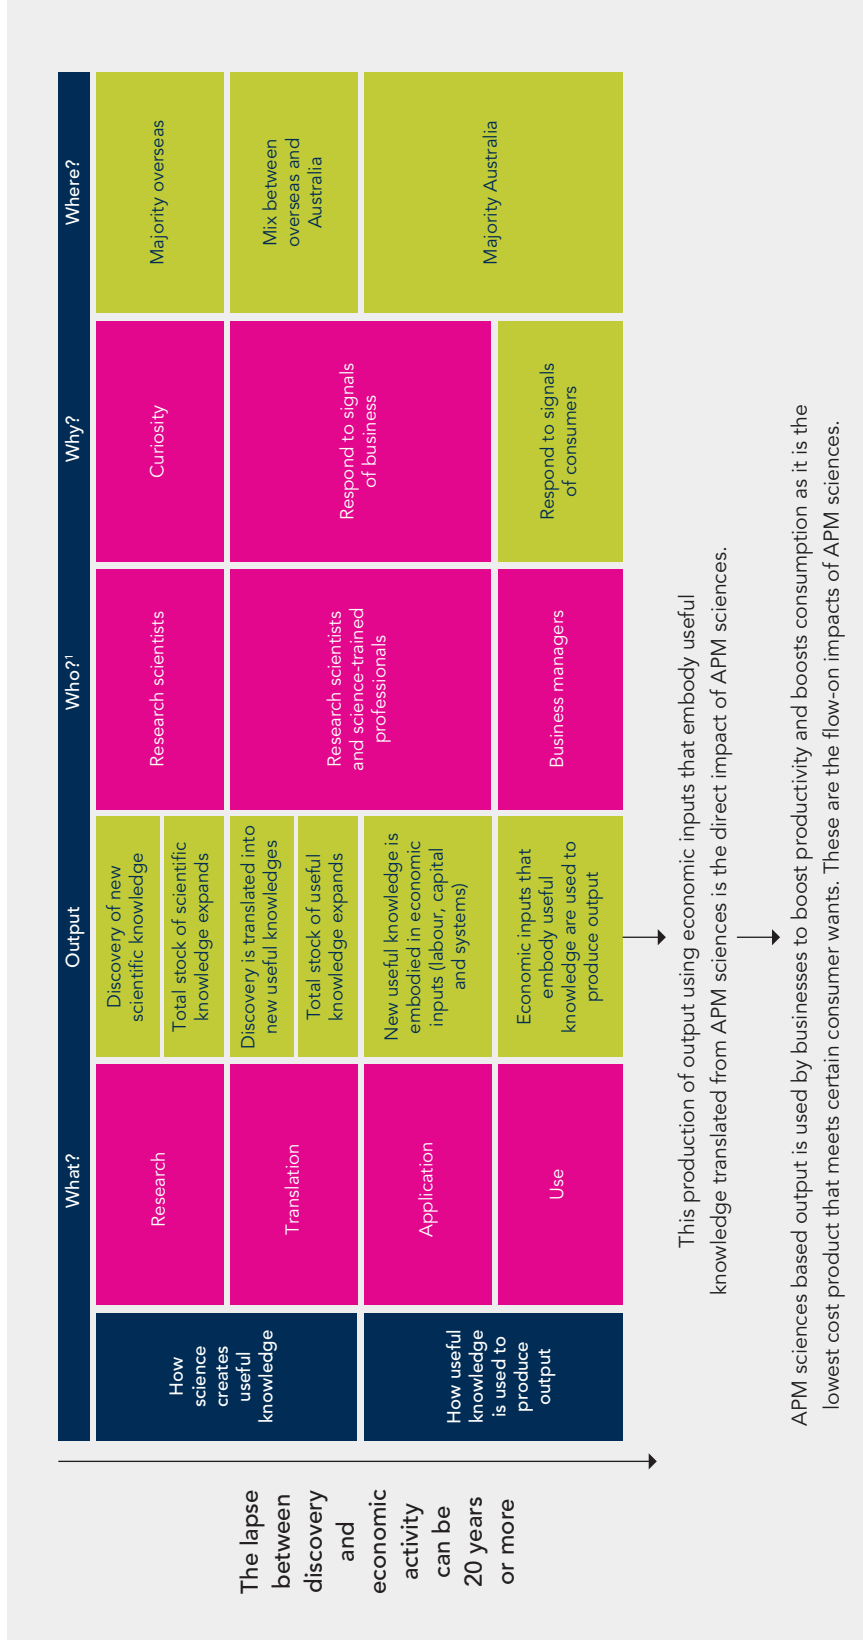 The lapse
between
discovery
and
economic
activity
can be
20 years
or more
What?
Output
Who?¹
Why?
Where?
How
science
creates
useful
knowledge
Research
Discovery of new
scientific knowledge
Total stock of scientific
knowledge expands
Research scientists
Curiosity
Majority overseas
Translation
Discovery is translated into
new useful knowledges
Total stock of useful
knowledge expands
Research scientists
and science-trained
professionals
Respond to signals
of business
Mix between
overseas and
Australia
How useful
knowledge
is used to
produce
output
Application
New useful knowledge is
embodied in economic
inputs (labour, capital
and systems)
Majority Australia
Use
Economic inputs that
embody useful
knowledge are used to
produce output
Business managers
Respond to signals
of consumers
This production of output using economic inputs that embody useful
knowledge translated from APM sciences is the direct impact of APM sciences.
APM sciences based output is used by businesses to boost productivity and boosts consumption as it is the
lowest cost product that meets certain consumer wants. These are the flow-on impacts of APM sciences.